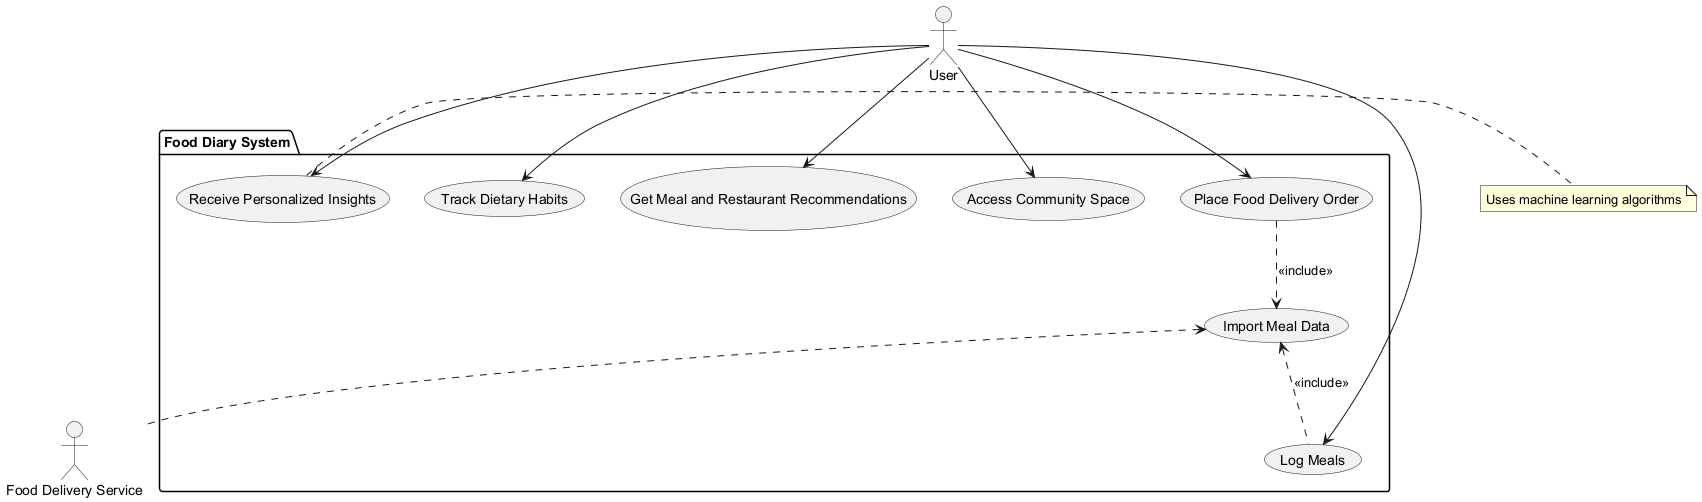 User
Food Diary System
Receive Personalized Insights
Track Dietary Habits
Get Meal and Restaurant Recommendations
Access Community Space
Place Food Delivery Order
Uses machine learning algorithms
«include»
Import Meal Data
«include»
Log Meals
Food Delivery Service